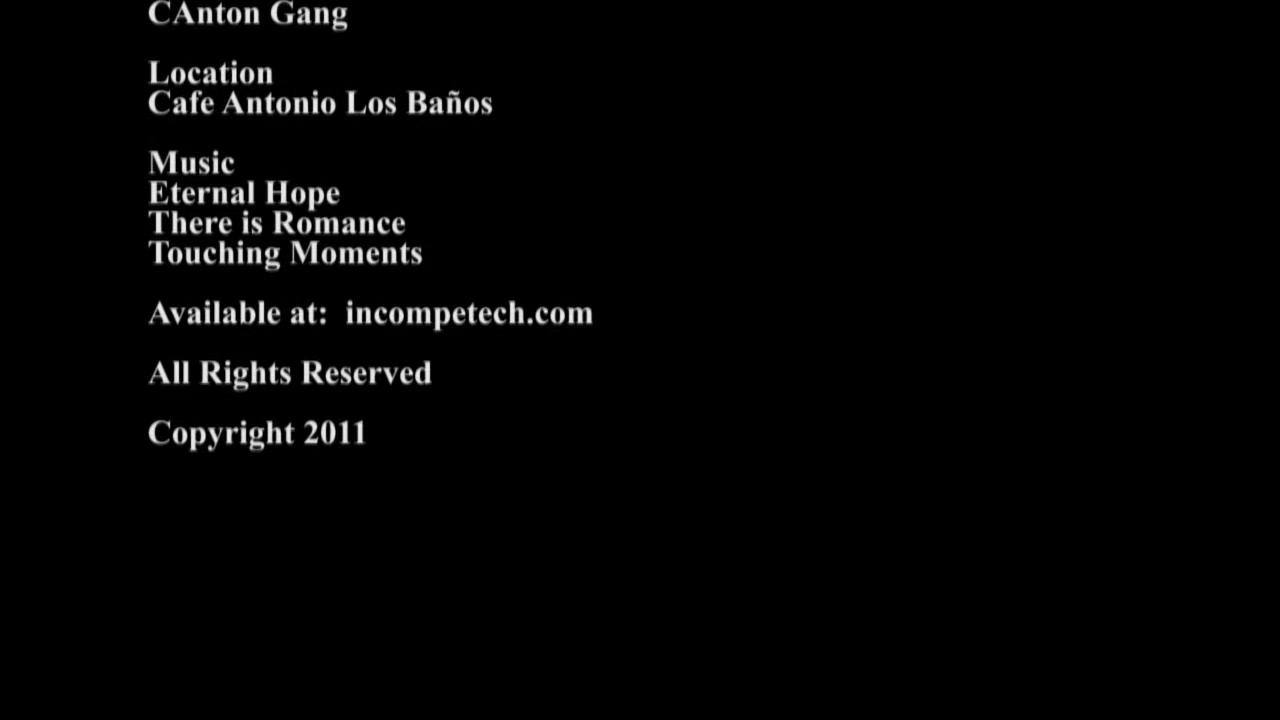 CAnton Gang
Location
Cafe Antonio Los Baños
Music
Eternal Hope
There is Romance
Touching Moments
Available at:  incompetech.com
All Rights Reserved
Copyright 2011